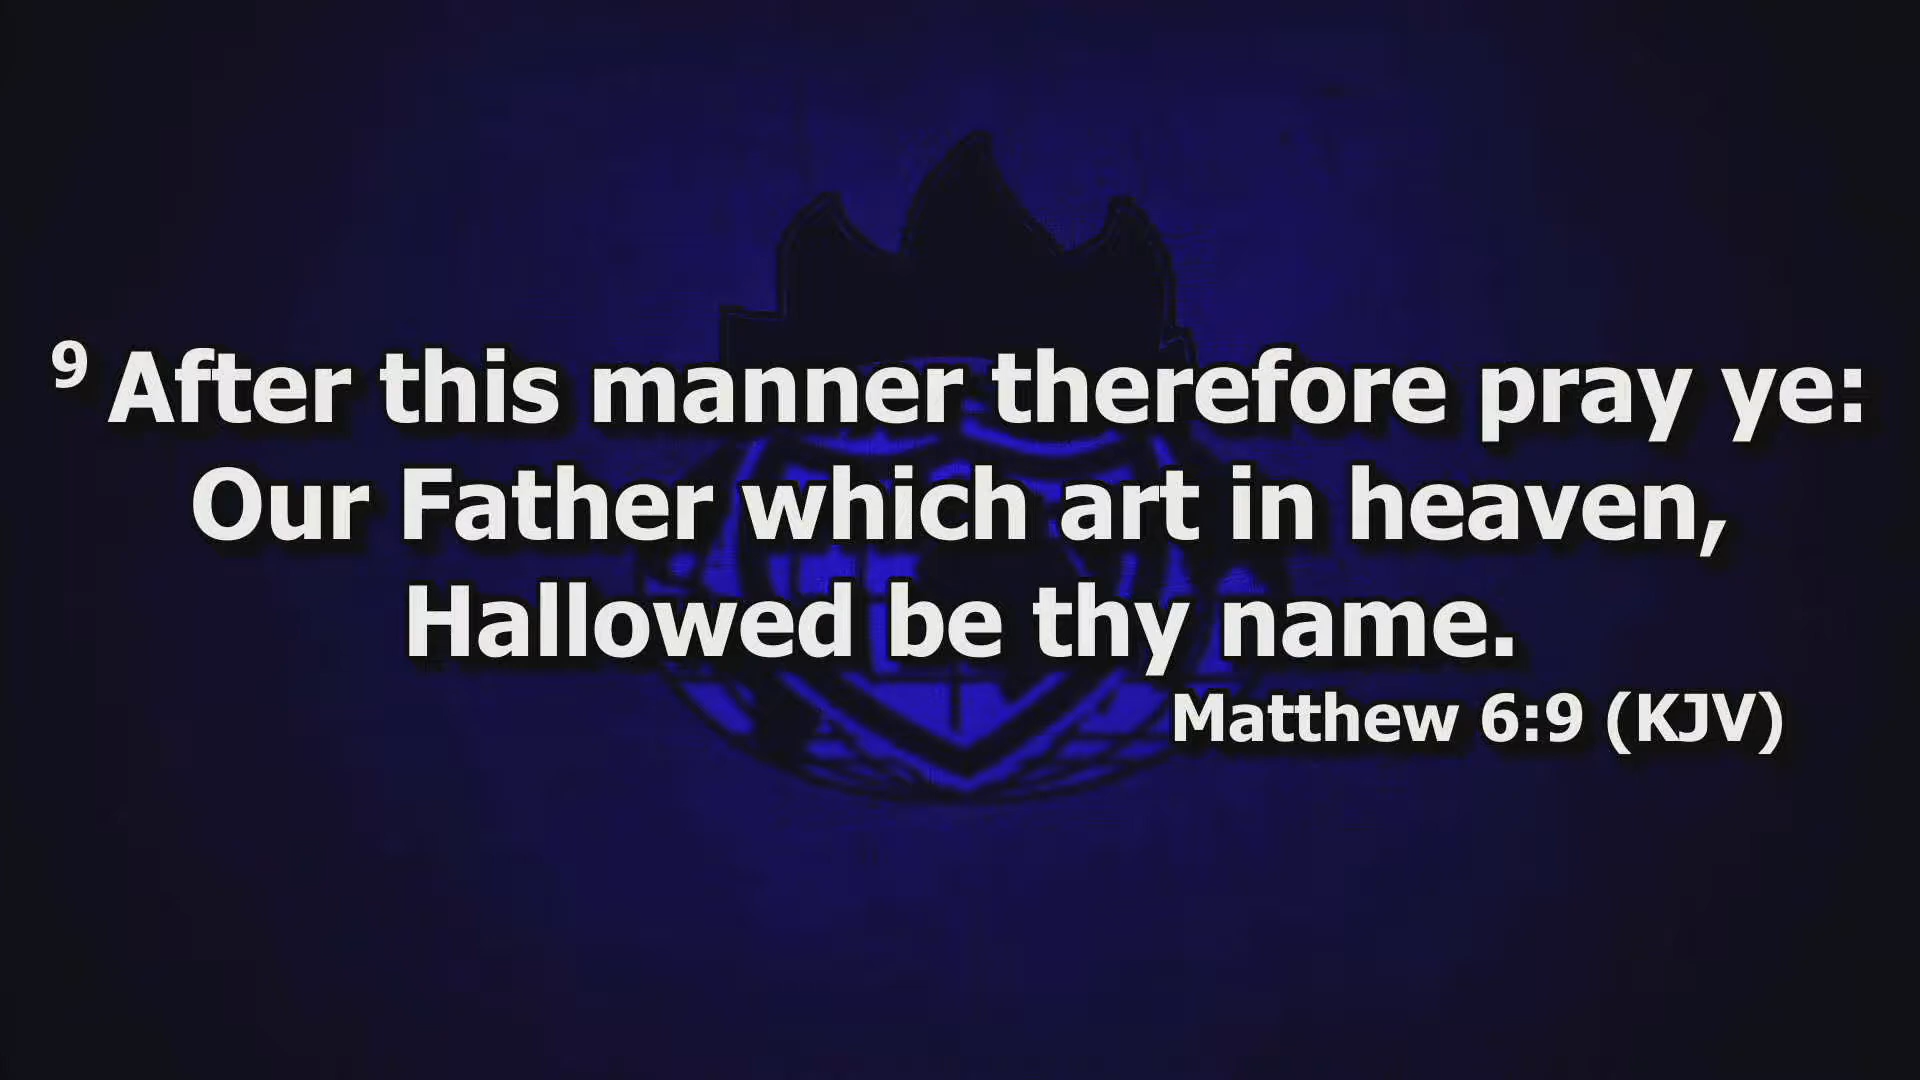 9 After this manner therefore pray ye:
Our Father which art in heaven,
Hallowed be thy name.
Matthew 6:9 (KJV)